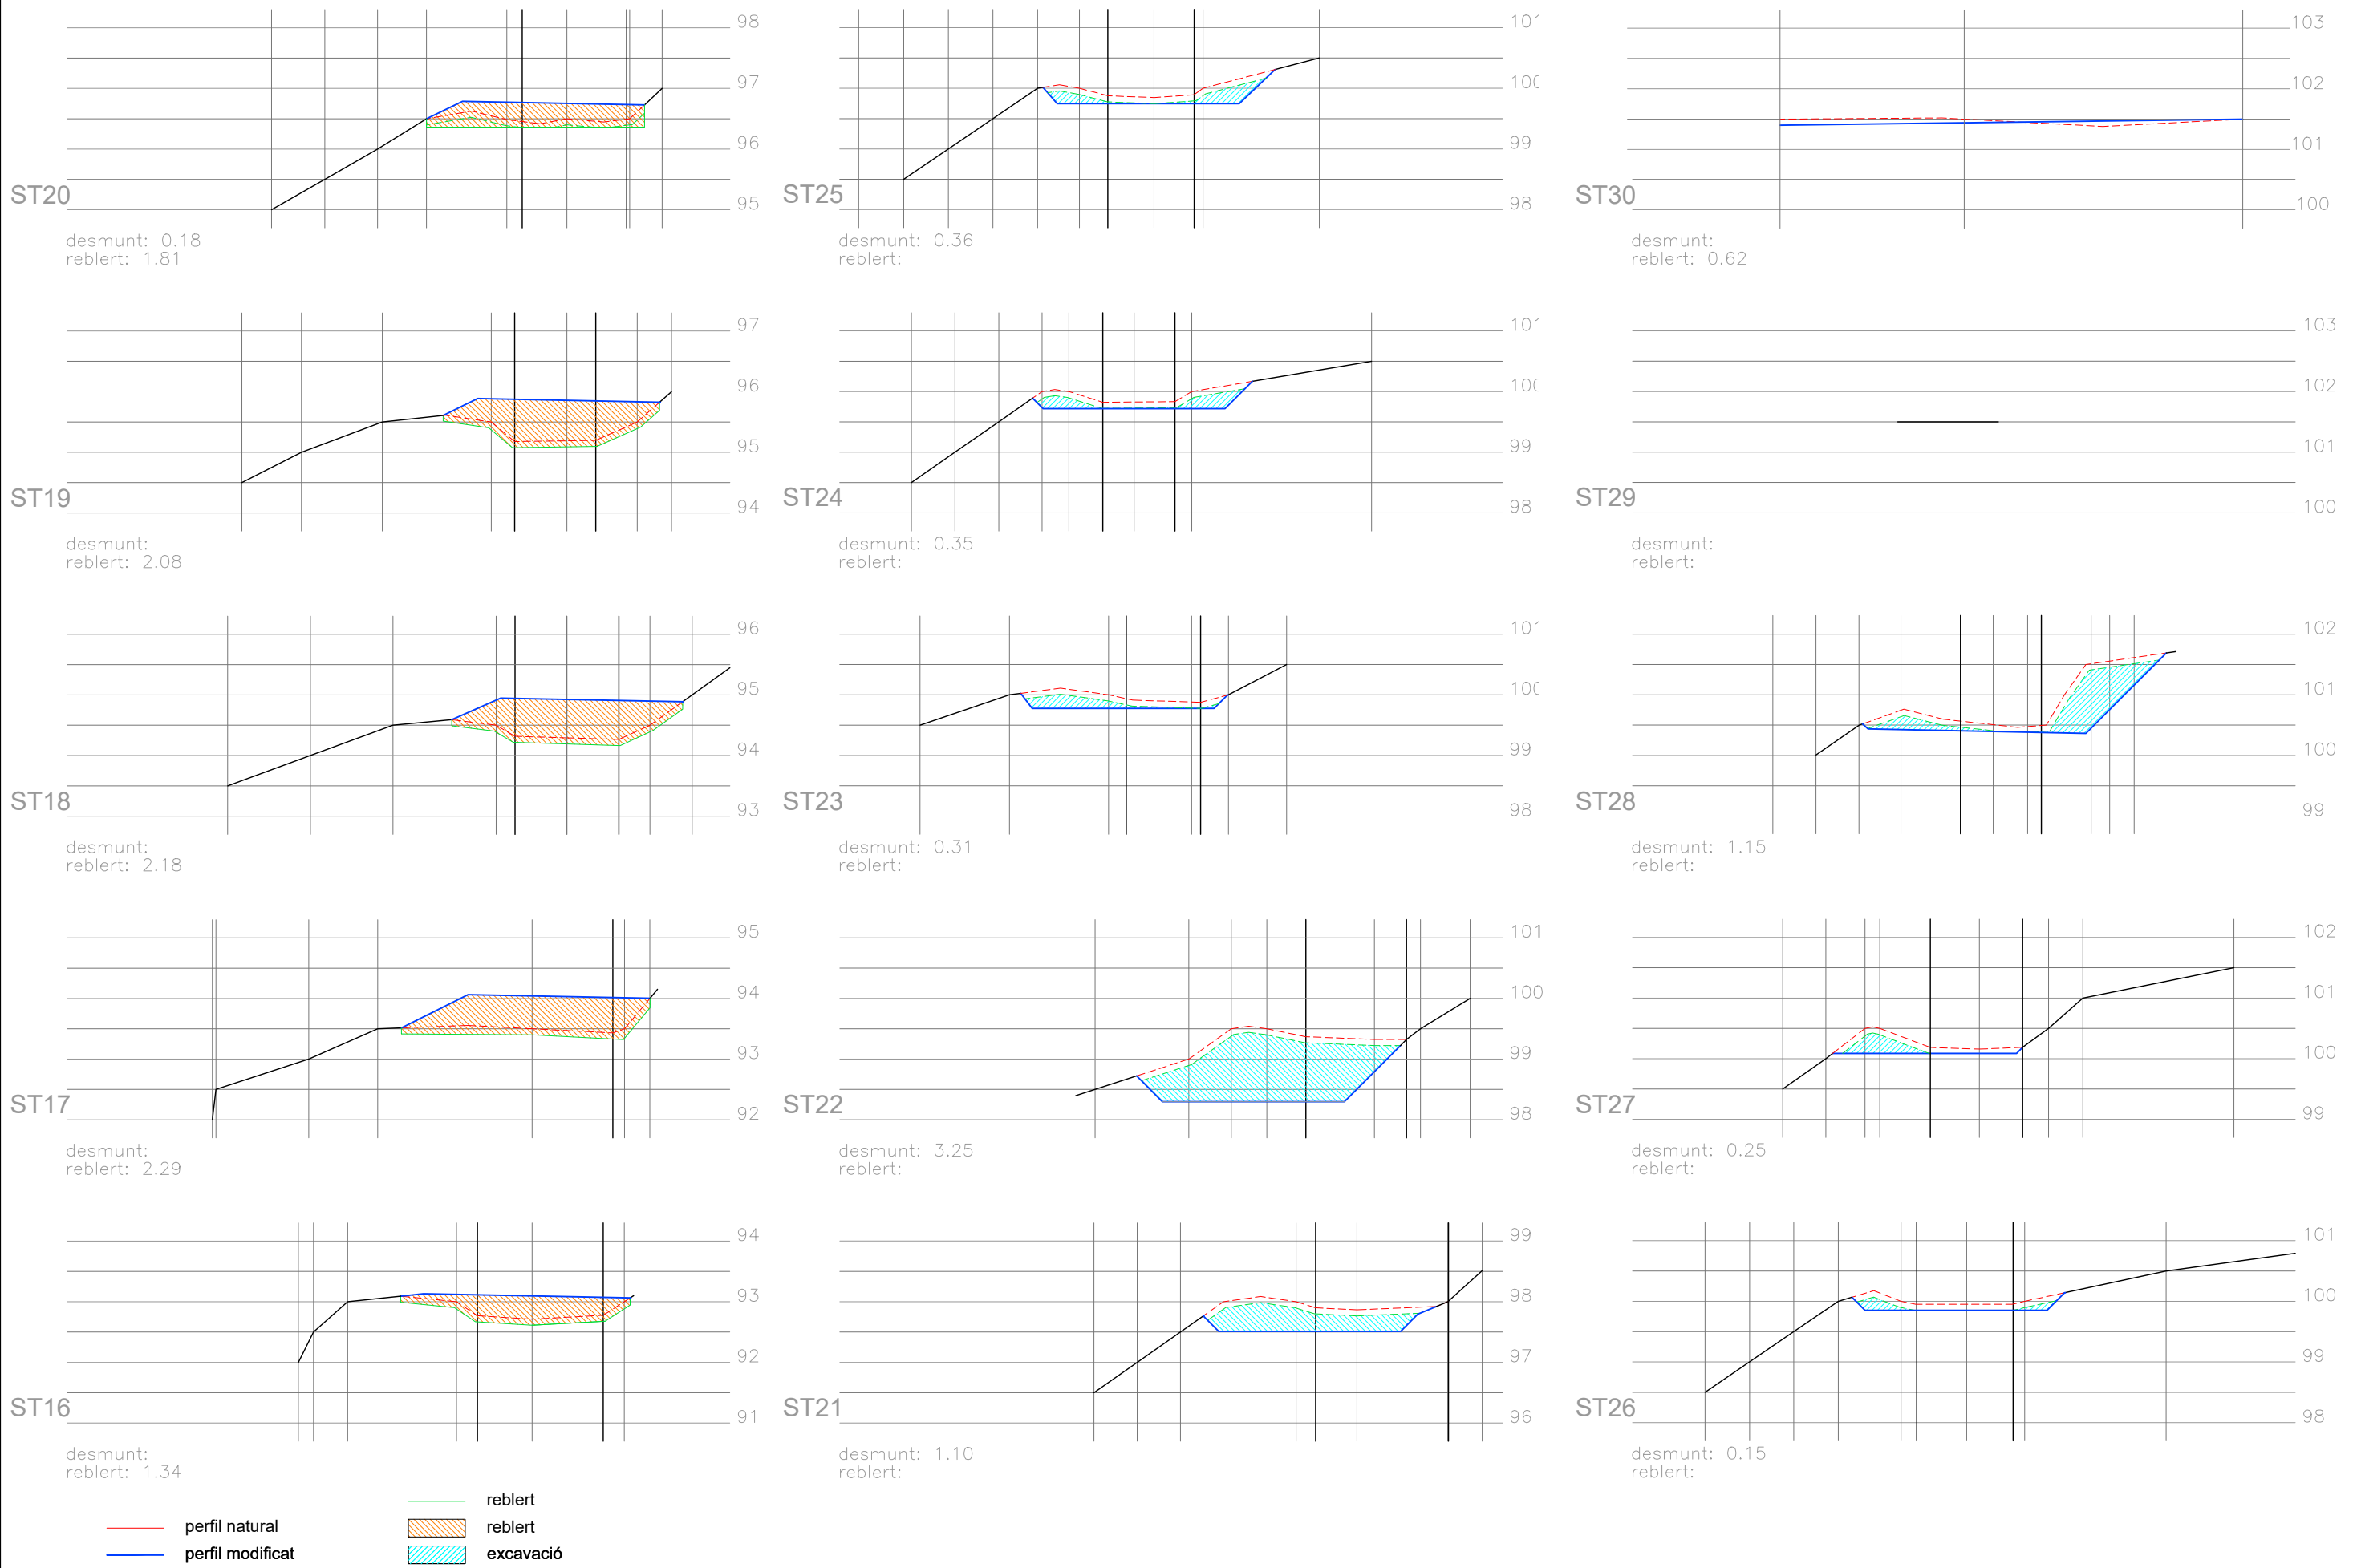 98
97
96
ST20
95
desmunt: 0.18
reblert: 1.81
97
96
95
ST19
94
desmunt:
reblert: 2.08
96
95
94
ST18
93
desmunt:
reblert: 2.18
95
94
93
ST17
92
desmunt:
reblert: 2.29
94
93
92
ST16
91
desmunt:
reblert: 1.34
100
99
ST25
98
desmunt: 0.36
reblert:
100
99
ST24
98
desmunt: 0.35
reblert:
100
99
ST23
98
desmunt: 0.31
reblert:
101
100
99
ST22
98
desmunt: 3.25
reblert:
99
98
97
ST21
96
desmunt: 1.10
reblert:
103
102
101
ST30
100
desmunt:
reblert: 0.62
103
102
101
ST29
100
desmunt:
reblert:
102
101
100
ST28
99
desmunt: 1.15
reblert:
102
101
100
ST27
99
desmunt: 0.25
reblert:
101
100
99
ST26
98
desmunt: 0.15
reblert:
perfil natural
perfil modificat
reblert
reblert
excavació